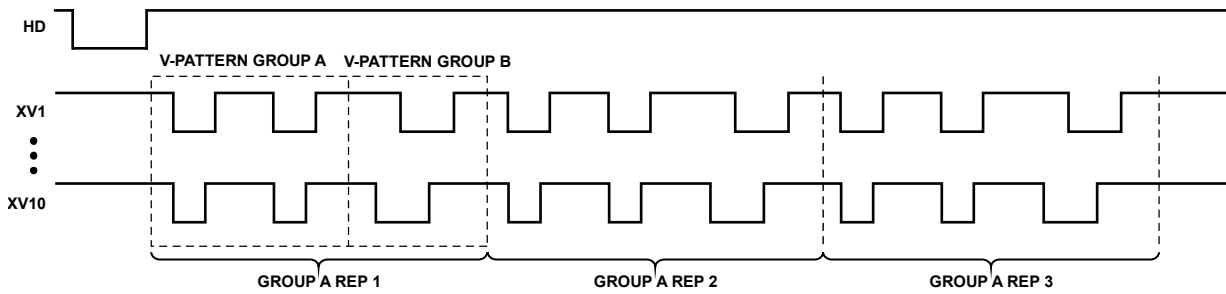 HD
V-PATTERN GROUP A
V-PATTERN GROUP B
XV1
XV10
GROUP A REP 1
GROUP A REP 2
GROUP A REP 3